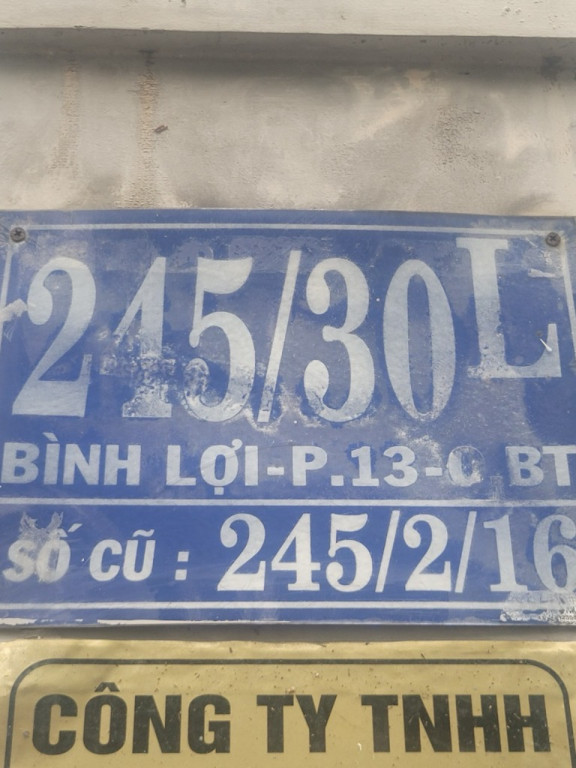 245/30L
BÌNH LỢI-P.13-Q BT
SỐ CŨ : 245/2/16
CÔNG TY TNHH